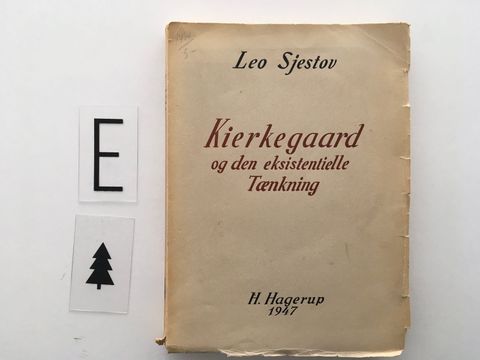 Leo Sjestov
Kierkegaard
og den eksistentielle
Tænkning
H. Hagerup
1947
E